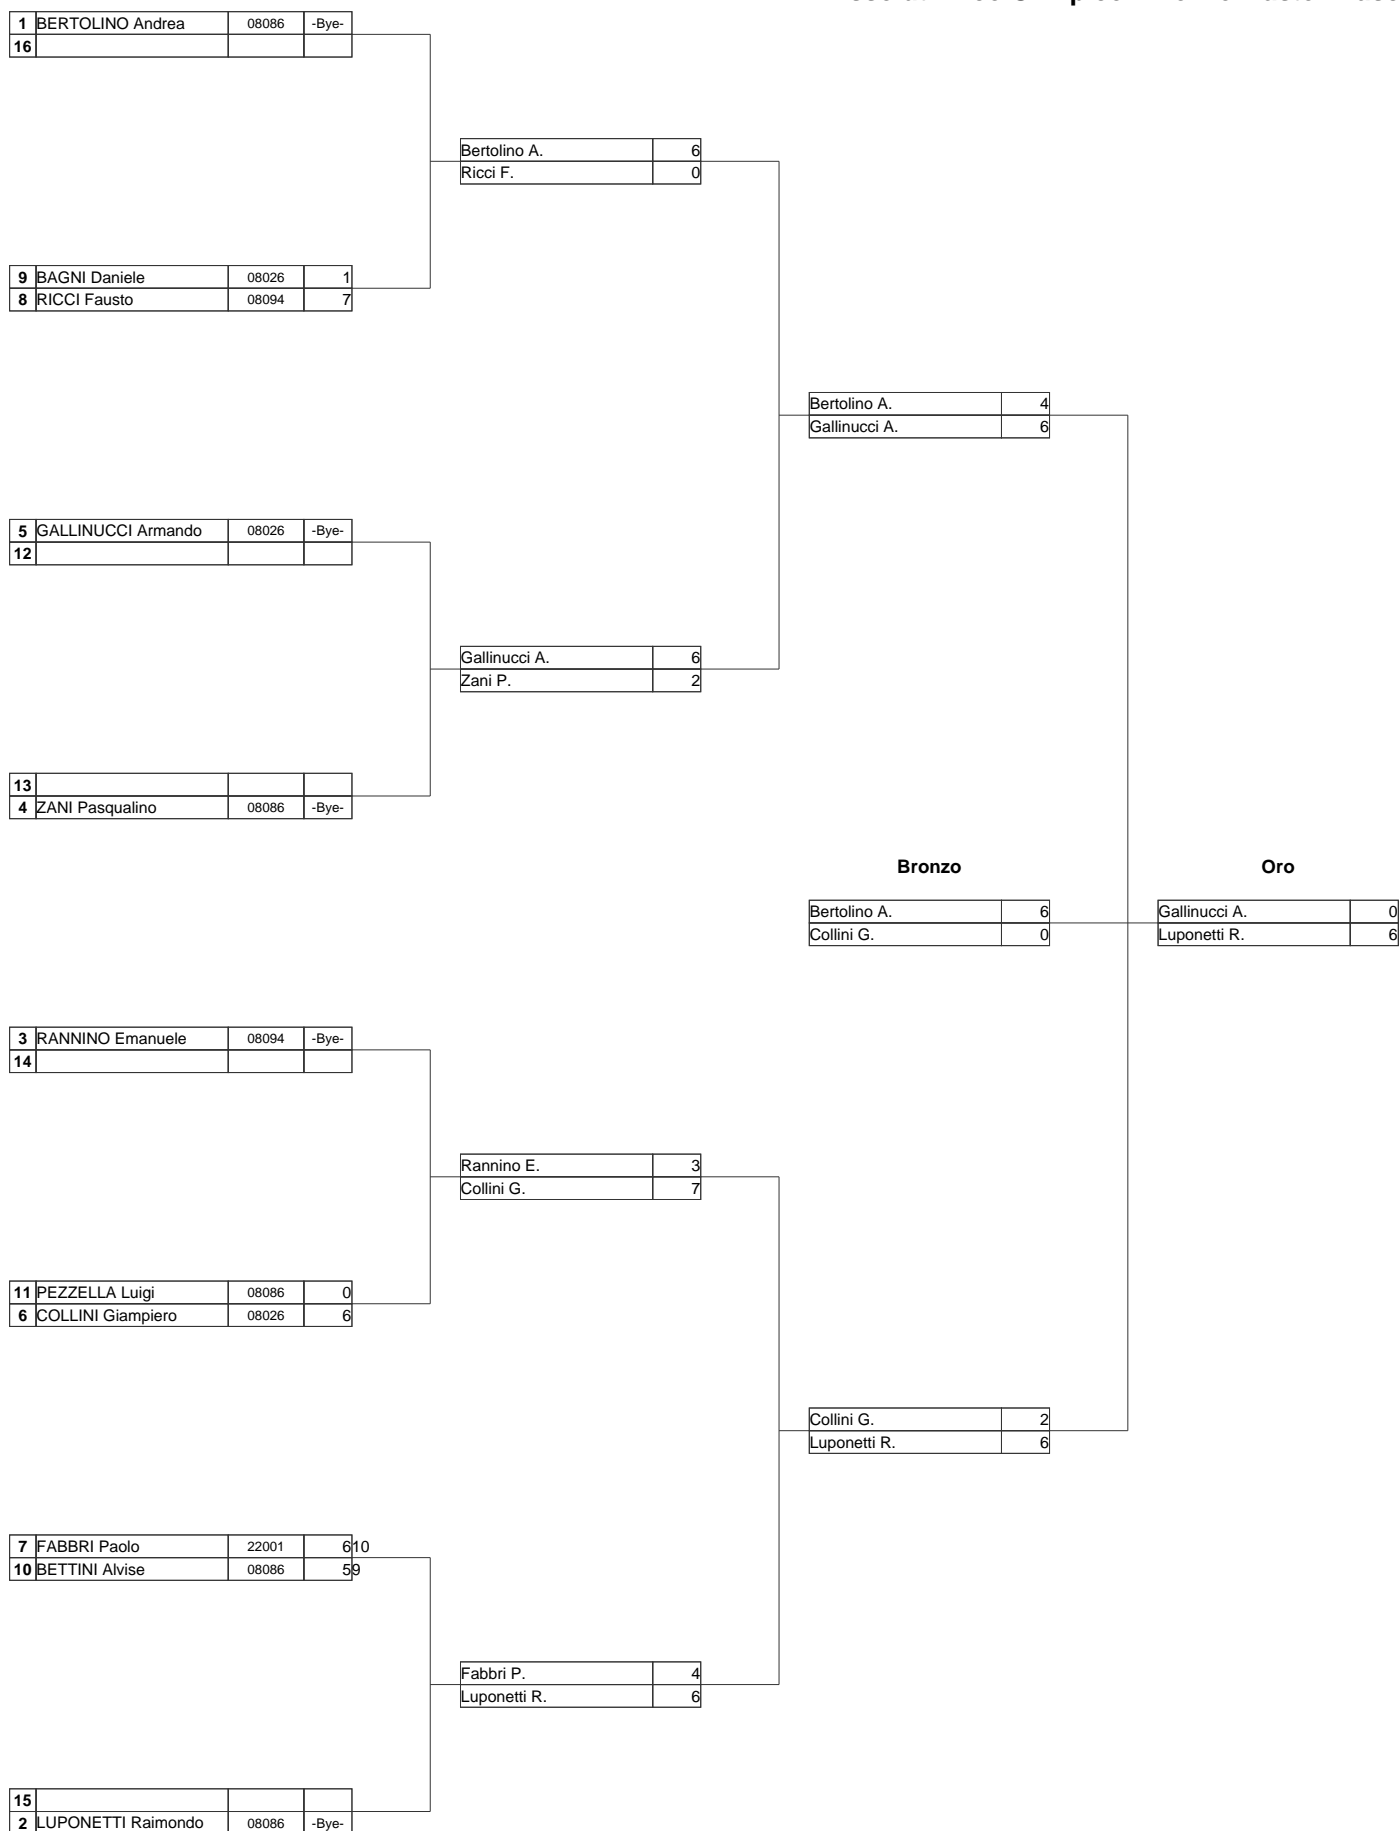 1 BERTOLINO Andrea 08086 -Bye-
16
Bertolino A. 6
Ricci F. 0
9 BAGNI Daniele 08026 1
8 RICCI Fausto 08094 7
Bertolino A. 4
Gallinucci A. 6
5 GALLINUCCI Armando 08026 -Bye-
12
Gallinucci A. 6
Zani P. 2
13
4 ZANI Pasqualino 08086 -Bye-
Bronzo Oro
Bertolino A. 6 Gallinucci A. 0
Collini G. 0 Luponetti R. 6
3 RANNINO Emanuele 08094 -Bye-
14
Rannino E. 3
Collini G. 7
11 PEZZELLA Luigi 08086 0
6 COLLINI Giampiero 08026 6
Collini G. 2
Luponetti R. 6
7 FABBRI Paolo 22001 610
10 BETTINI Alvise 08086 59
Fabbri P. 4
Luponetti R. 6
15
2 LUPONETTI Raimondo 08086 -Bye-